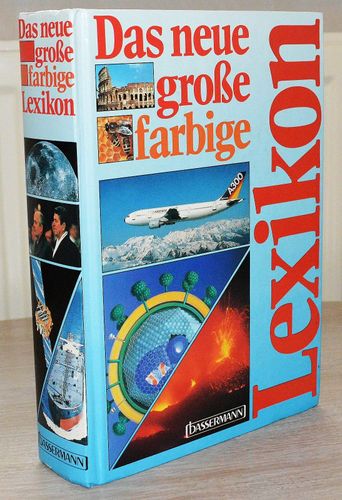 Das neue
große
farbige
Lexikon
BASSERMANN
Das neue
große
farbige
Lexikon
A300
BASSERMANN